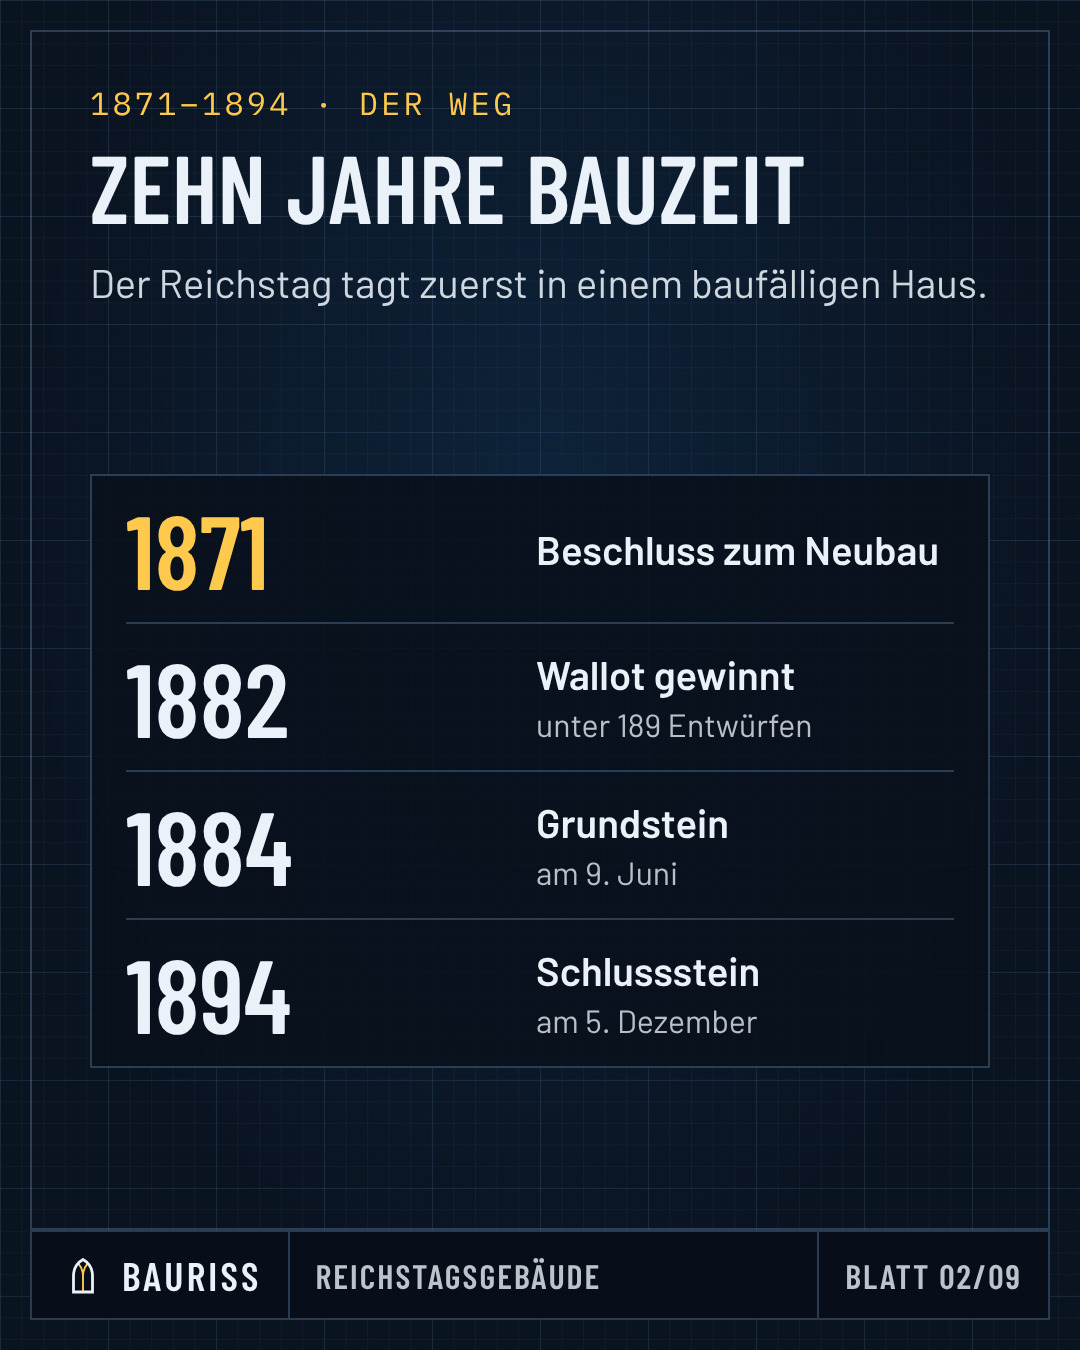 1871–1894 · DER WEG
ZEHN JAHRE BAUZEIT
Der Reichstag tagt zuerst in einem baufälligen Haus.
1871
Beschluss zum Neubau
1882
Wallot gewinnt
unter 189 Entwürfen
1884
Grundstein
am 9. Juni
1894
Schlussstein
am 5. Dezember
BAURISS
REICHSTAGSGEBÄUDE
BLATT 02/09